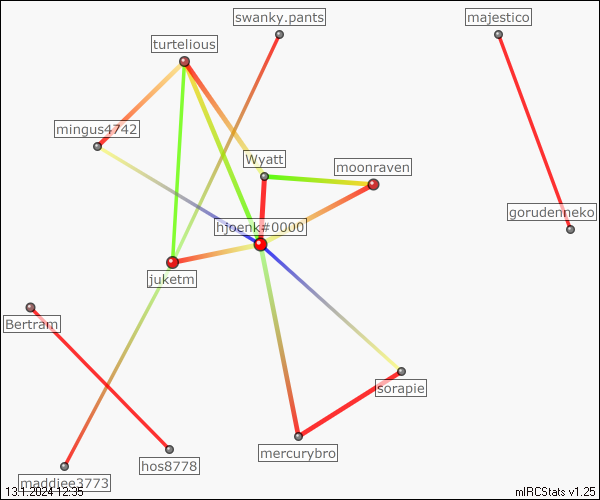 swanky.pants
majestico
turtelious
mingus4742
Wyatt
moonraven
gorudenneko
hjoenk#0000
juketm
Bertram
sorapie
mercurybro
hos8778
maddiee3773
13.1.2024 12:35
mIRCStats v1.25